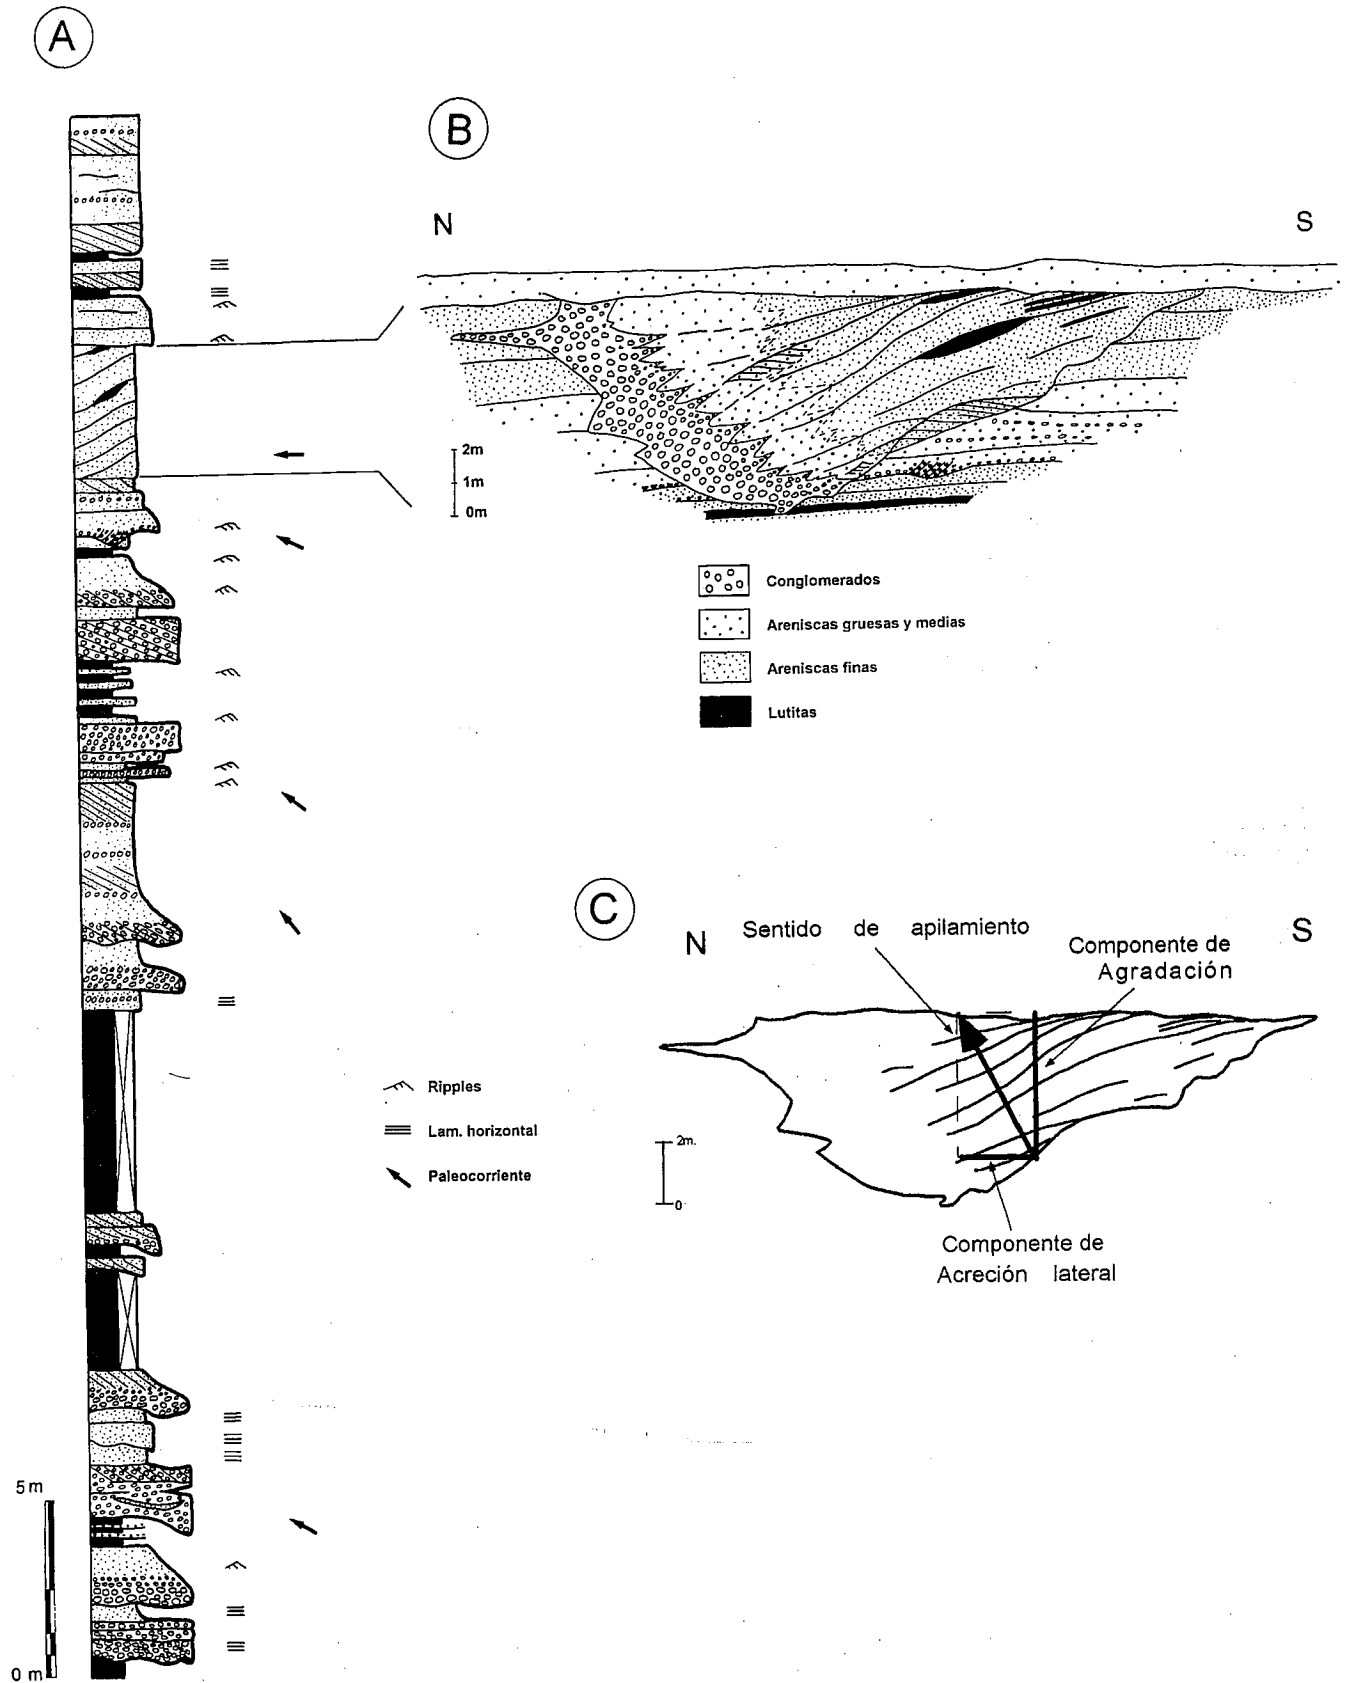 A
B
N
S
2m
1m
0m
Conglomerados
Areniscas gruesas y medias
Areniscas finas
Lutitas
C
N
Sentido de apilamiento
S
Componente de
Agradación
2m.
0
Componente de
Acreción lateral
Ripples
Lam. horizontal
Paleocorriente
5 m
0 m